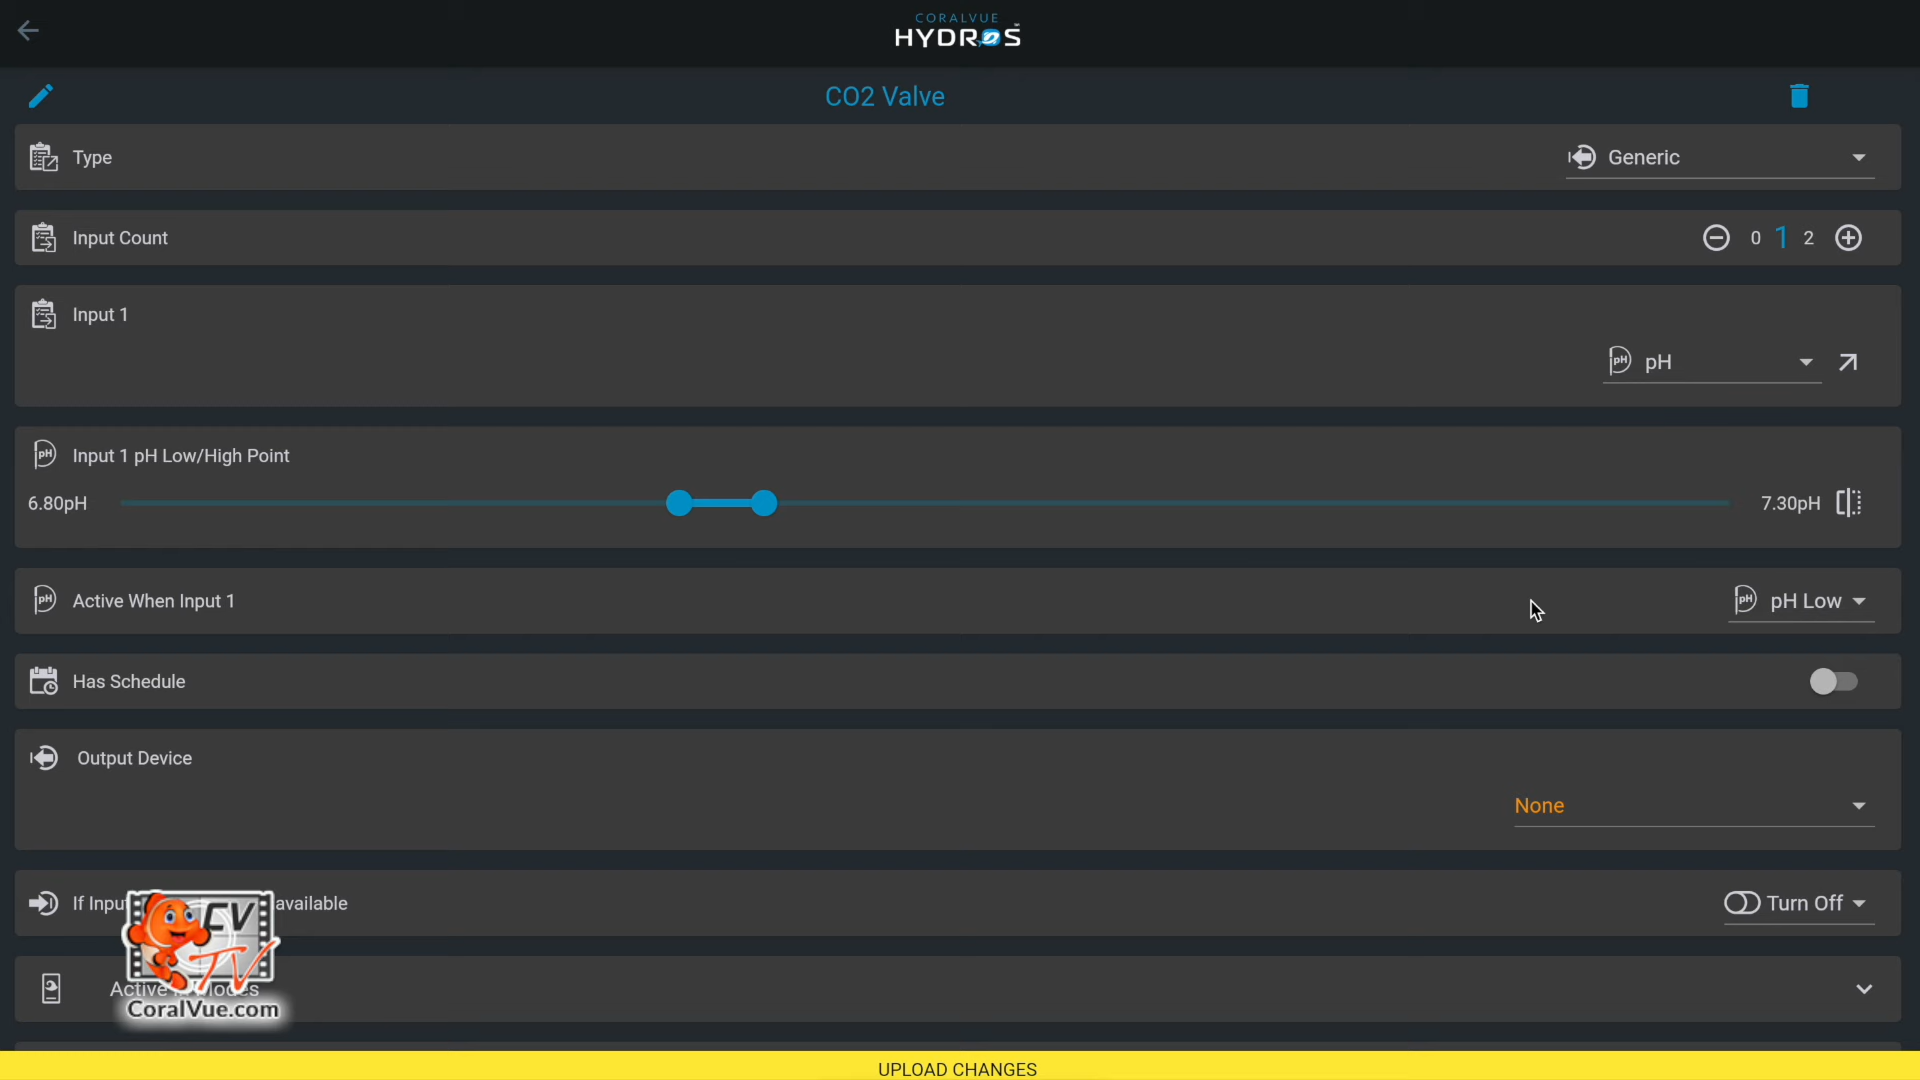 CORALVUE
HYDROS
CO2 Valve
Type
Generic
Input Count
0 1 2
Input 1
pH
Input 1 pH Low/High Point
6.80pH
7.30pH
Active When Input 1
pH Low
Has Schedule
Output Device
None
If Inpu
available
Turn Off
CV
TV
Active
CoralVue.com
UPLOAD CHANGES